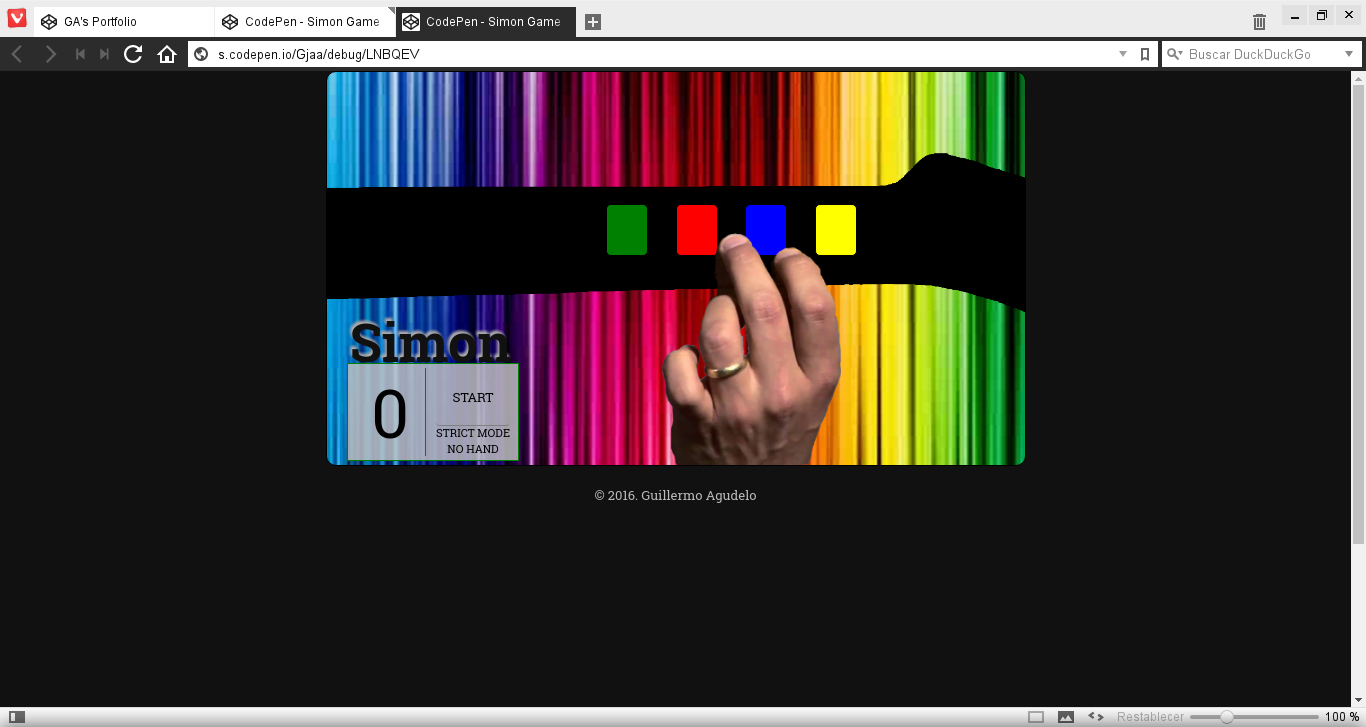 GA's Portfolio
CodePen - Simon Game
CodePen - Simon Game
s.codepen.io/Gjaa/debug/LNBQEV
Buscar DuckDuckGo
Simon
0
START
STRICT MODE
NO HAND
© 2016. Guillermo Agudelo
Restablecer
100 %